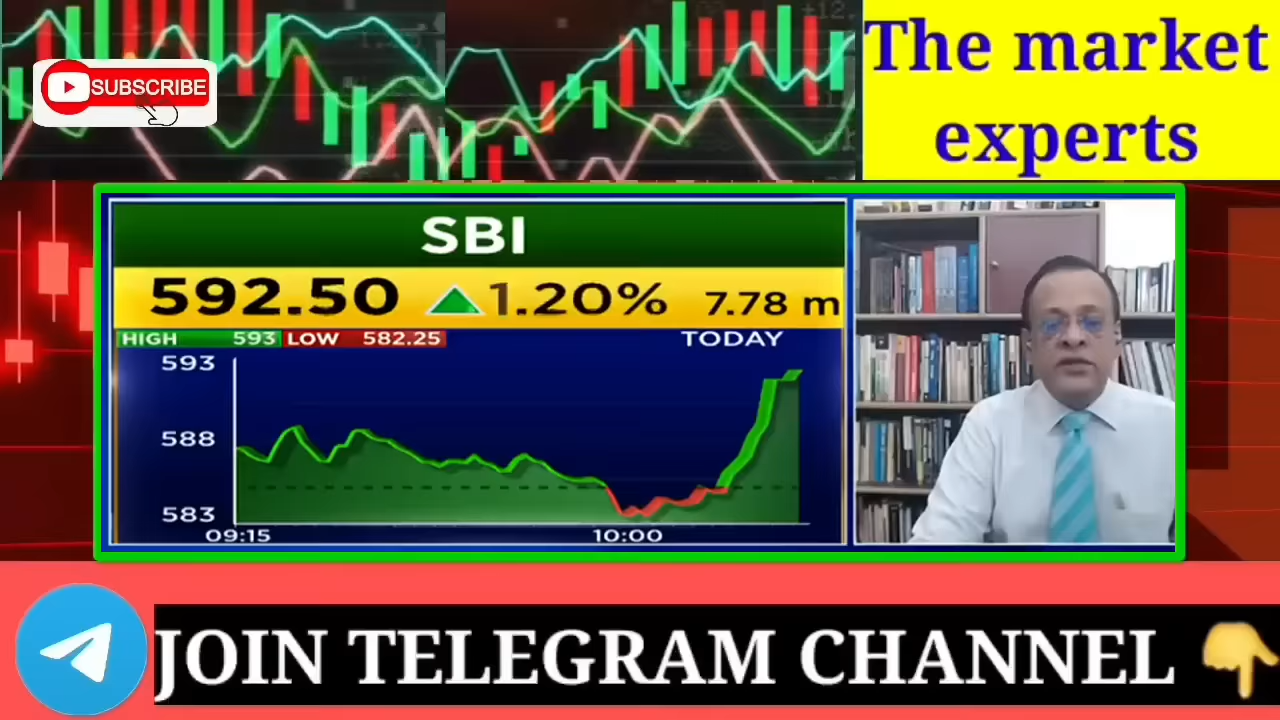 SUBSCRIBE
The market
experts
SBI
592.50 ▲ 1.20% 7.78 m
HIGH 593 LOW 582.25 TODAY
593
588
583
09:15 10:00
JOIN TELEGRAM CHANNEL 👇